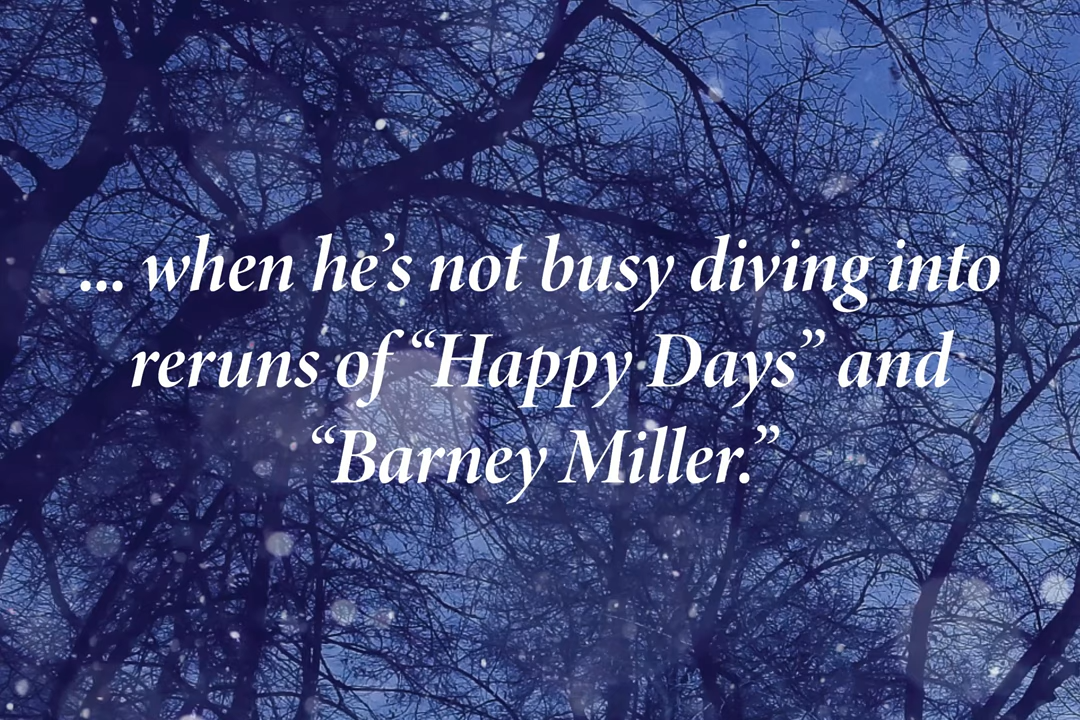 ... when he’s not busy diving into
reruns of “Happy Days” and
“Barney Miller.”